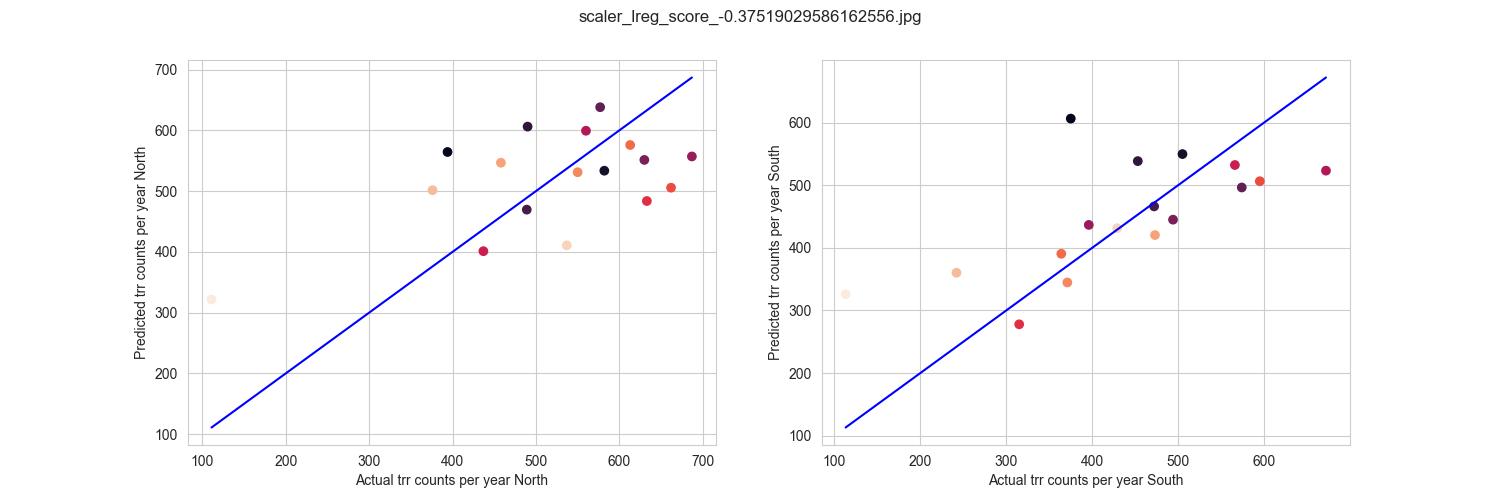 scaler_lreg_score_-0.37519029586162556.jpg
Predicted trr counts per year North
700
600
500
400
300
200
100
100 200 300 400 500 600 700
Actual trr counts per year North
Predicted trr counts per year South
600
500
400
300
200
100
100 200 300 400 500 600
Actual trr counts per year South